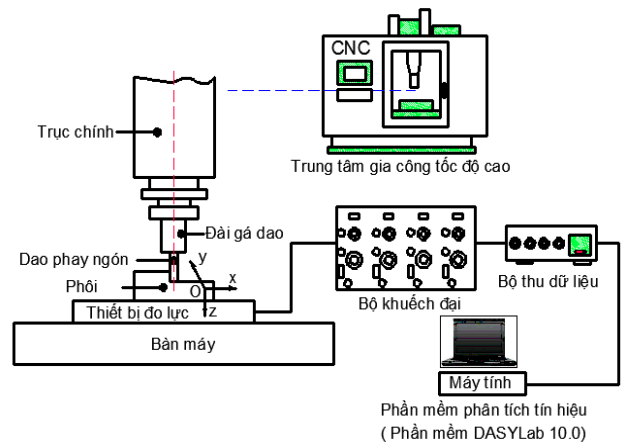 CNC
Trung tâm gia công tốc độ cao
Trục chính
Đài gá dao
Dao phay ngón
y
x
Phôi
O
z
Thiết bị đo lực
Bàn máy
Bộ khuếch đại
Bộ thu dữ liệu
Máy tính
Phần mềm phân tích tín hiệu
( Phần mềm DASYLab 10.0)